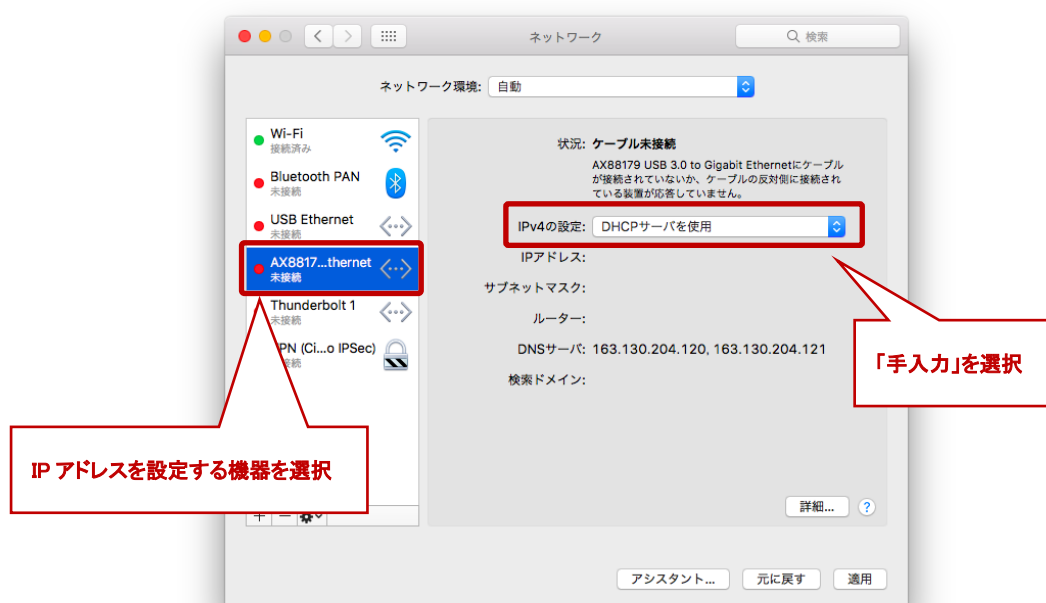 ネットワーク
検索
ネットワーク環境: 自動
Wi-Fi
接続済み
Bluetooth PAN
未接続
USB Ethernet
未接続
AX8817...thernet
未接続
Thunderbolt 1
未接続
PN (Ci...o IPSec)
接続
状況: ケーブル未接続
AX88179 USB 3.0 to Gigabit Ethernetにケーブル
が接続されていないか、ケーブルの反対側に接続され
ている装置が応答していません。
IPv4の設定: DHCPサーバを使用
IPアドレス:
サブネットマスク:
ルーター:
DNSサーバ: 163.130.204.120, 163.130.204.121
検索ドメイン:
「手入力」を選択
IP アドレスを設定する機器を選択
詳細... ?
アシスタント... 元に戻す 適用